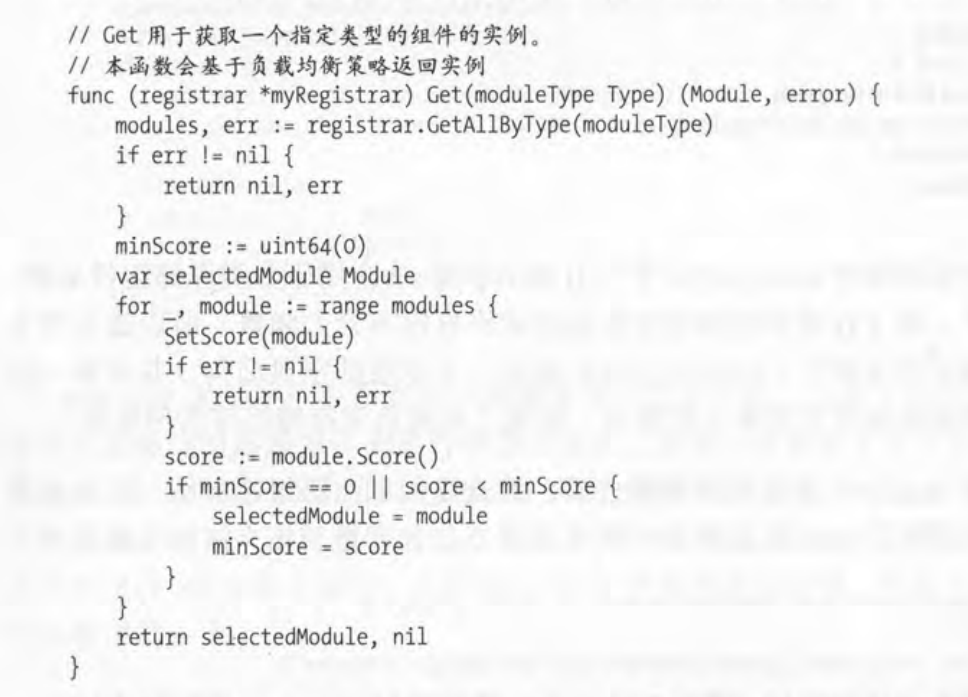 // Get 用于获取一个指定类型的组件的实例。
// 本函数会基于负载均衡策略返回实例
func (registrar *myRegistrar) Get(moduleType Type) (Module, error) {
    modules, err := registrar.GetAllByType(moduleType)
    if err != nil {
        return nil, err
    }
    minScore := uint64(0)
    var selectedModule Module
    for _, module := range modules {
        SetScore(module)
        if err != nil {
            return nil, err
        }
        score := module.Score()
        if minScore == 0 || score < minScore {
            selectedModule = module
            minScore = score
        }
    }
    return selectedModule, nil
}